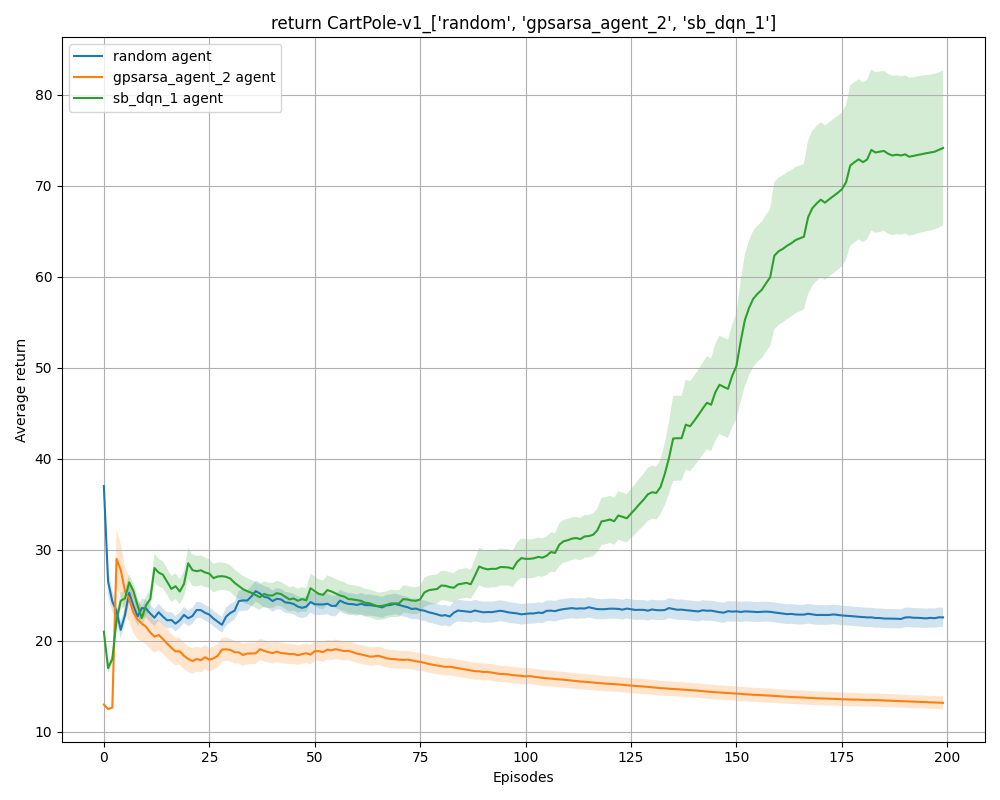 return CartPole-v1_['random', 'gpsarsa_agent_2', 'sb_dqn_1']
random agent
gpsarsa_agent_2 agent
sb_dqn_1 agent
Average return
80
70
60
50
40
30
20
10
0 25 50 75 100 125 150 175 200
Episodes